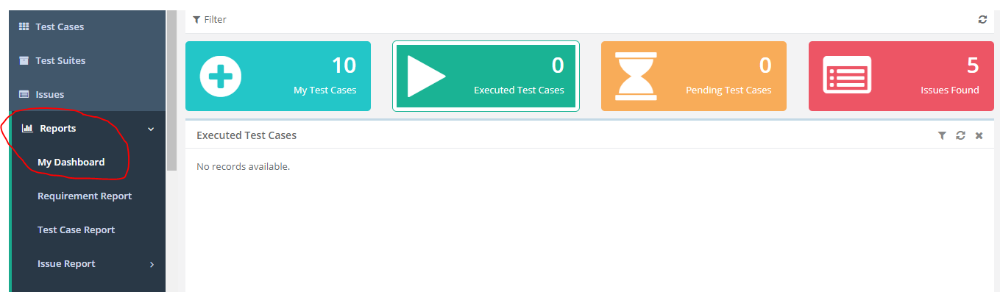 Test Cases
Test Suites
Issues
Reports
My Dashboard
Requirement Report
Test Case Report
Issue Report
Filter
10
My Test Cases
0
Executed Test Cases
0
Pending Test Cases
5
Issues Found
Executed Test Cases
No records available.